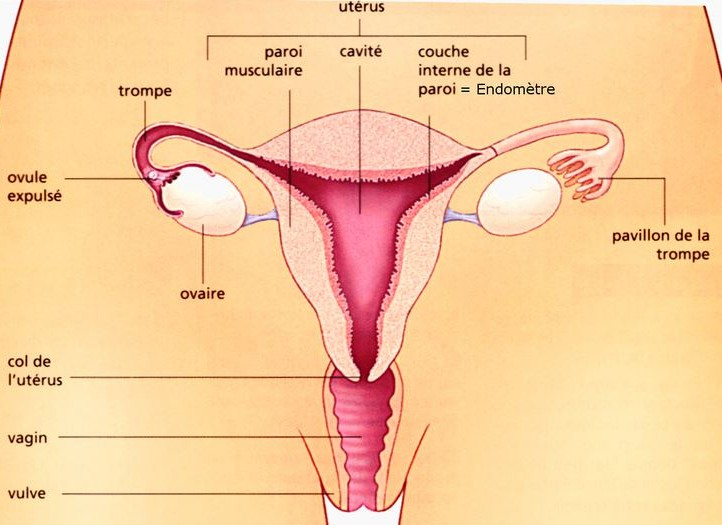 utérus
paroi
musculaire
cavité
couche
interne de la
paroi = Endomètre
trompe
ovule
expulsé
ovaire
pavillon de la
trompe
col de
l'utérus
vagin
vulve